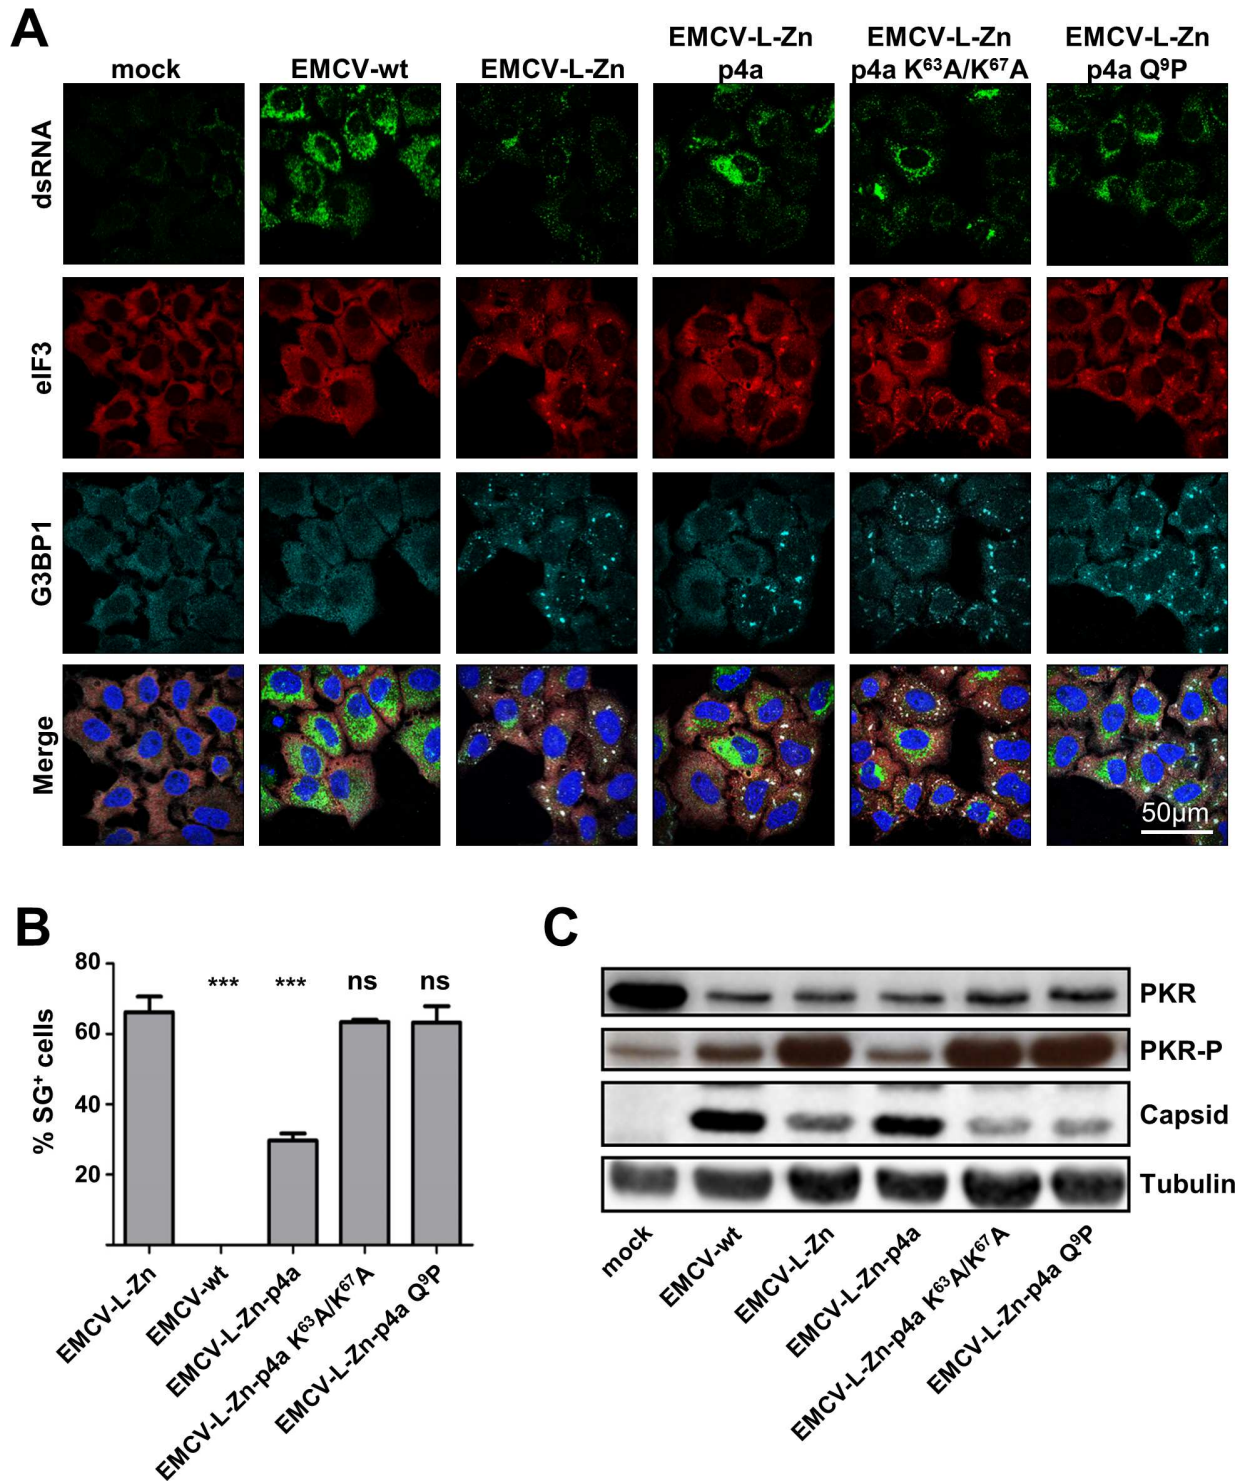 A
mock
EMCV-wt
EMCV-L-Zn
EMCV-L-Zn
p4a
EMCV-L-Zn
p4a K⁶³A/K⁶⁷A
EMCV-L-Zn
p4a Q⁹P
dsRNA
eIF3
G3BP1
Merge
50µm
B
% SG⁺ cells
80
60
40
20
***
***
ns
ns
EMCV-L-Zn
EMCV-wt
EMCV-L-Zn-p4a
EMCV-L-Zn-p4a K⁶³A/K⁶⁷A
EMCV-L-Zn-p4a Q⁹P
C
PKR
PKR-P
Capsid
Tubulin
mock
EMCV-wt
EMCV-L-Zn
EMCV-L-Zn-p4a
EMCV-L-Zn-p4a K⁶³A/K⁶⁷A
EMCV-L-Zn-p4a Q⁹P